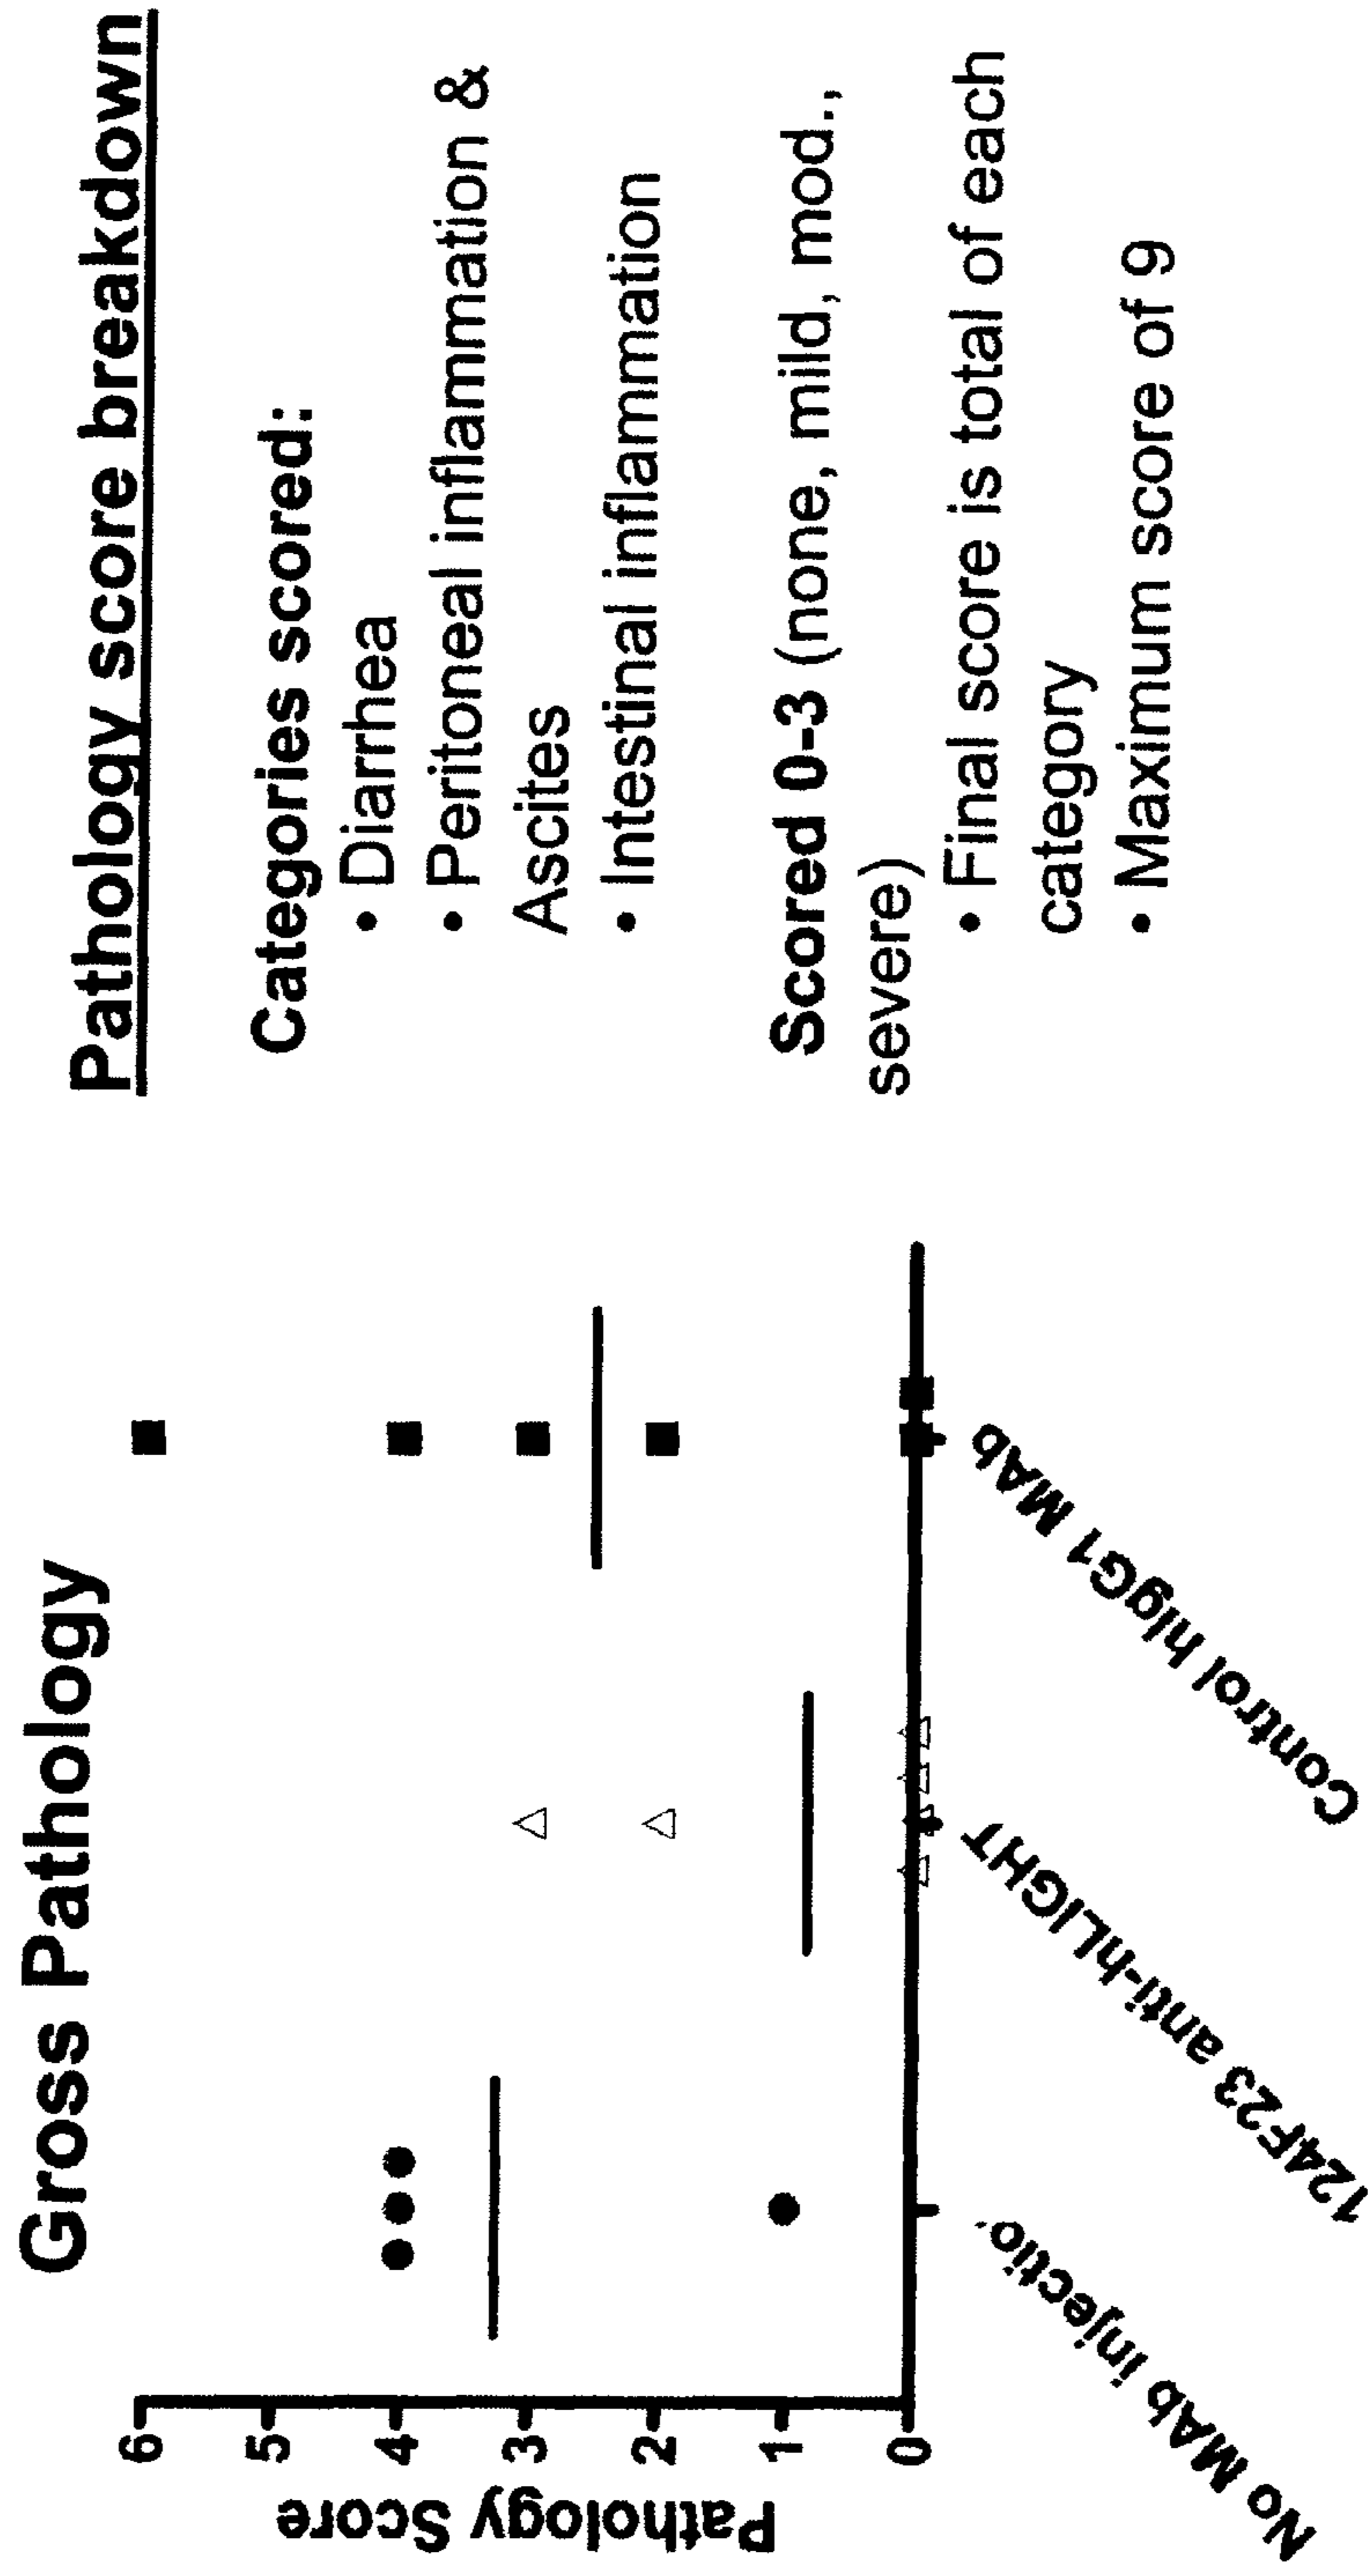 Gross Pathology
Pathology Score
6
5
4
3
2
1
0
No MAb injectio
124F23 anti-hLIGHT
Control hIgG1 MAb
Pathology score breakdown
Categories scored:
• Diarrhea
• Peritoneal inflammation &
Ascites
• Intestinal inflammation
Scored 0-3 (none, mild, mod.,
severe)
• Final score is total of each
category
• Maximum score of 9